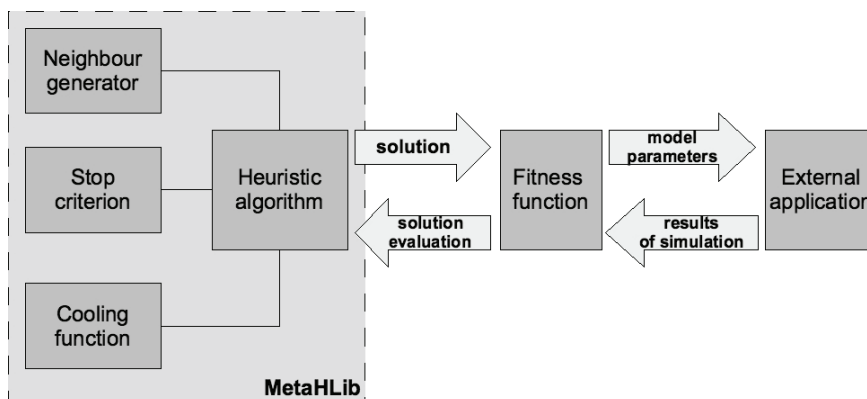 Neighbour
generator
Stop
criterion
Cooling
function
Heuristic
algorithm
MetaHLib
solution
solution
evaluation
Fitness
function
model
parameters
results
of simulation
External
application